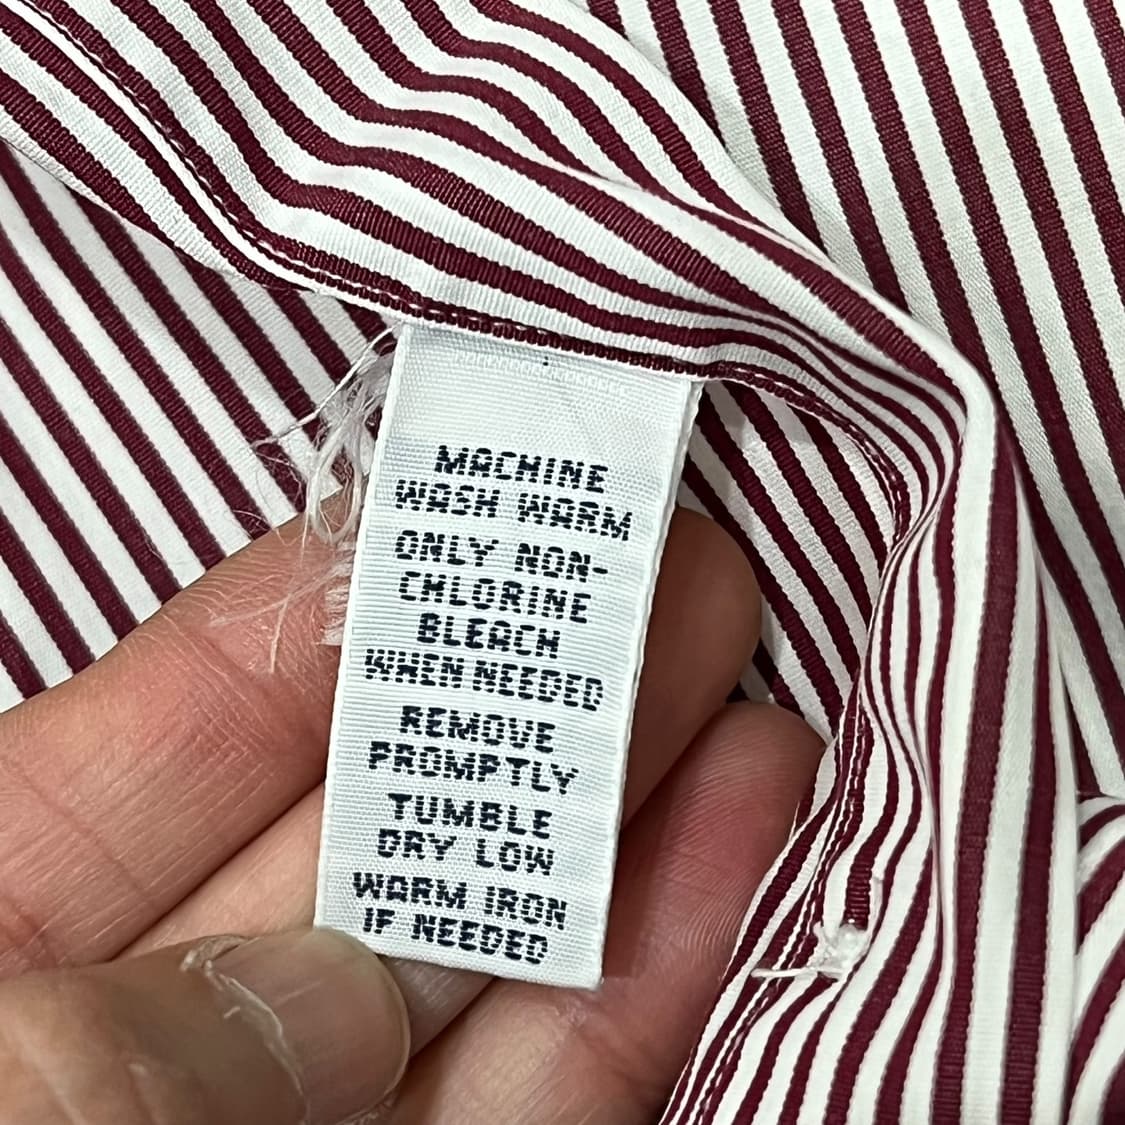 MACHINE
WASH WARM
ONLY NON-
CHLORINE
BLEACH
WHEN NEEDED
REMOVE
PROMPTLY
TUMBLE
DRY LOW
WARM IRON
IF NEEDED